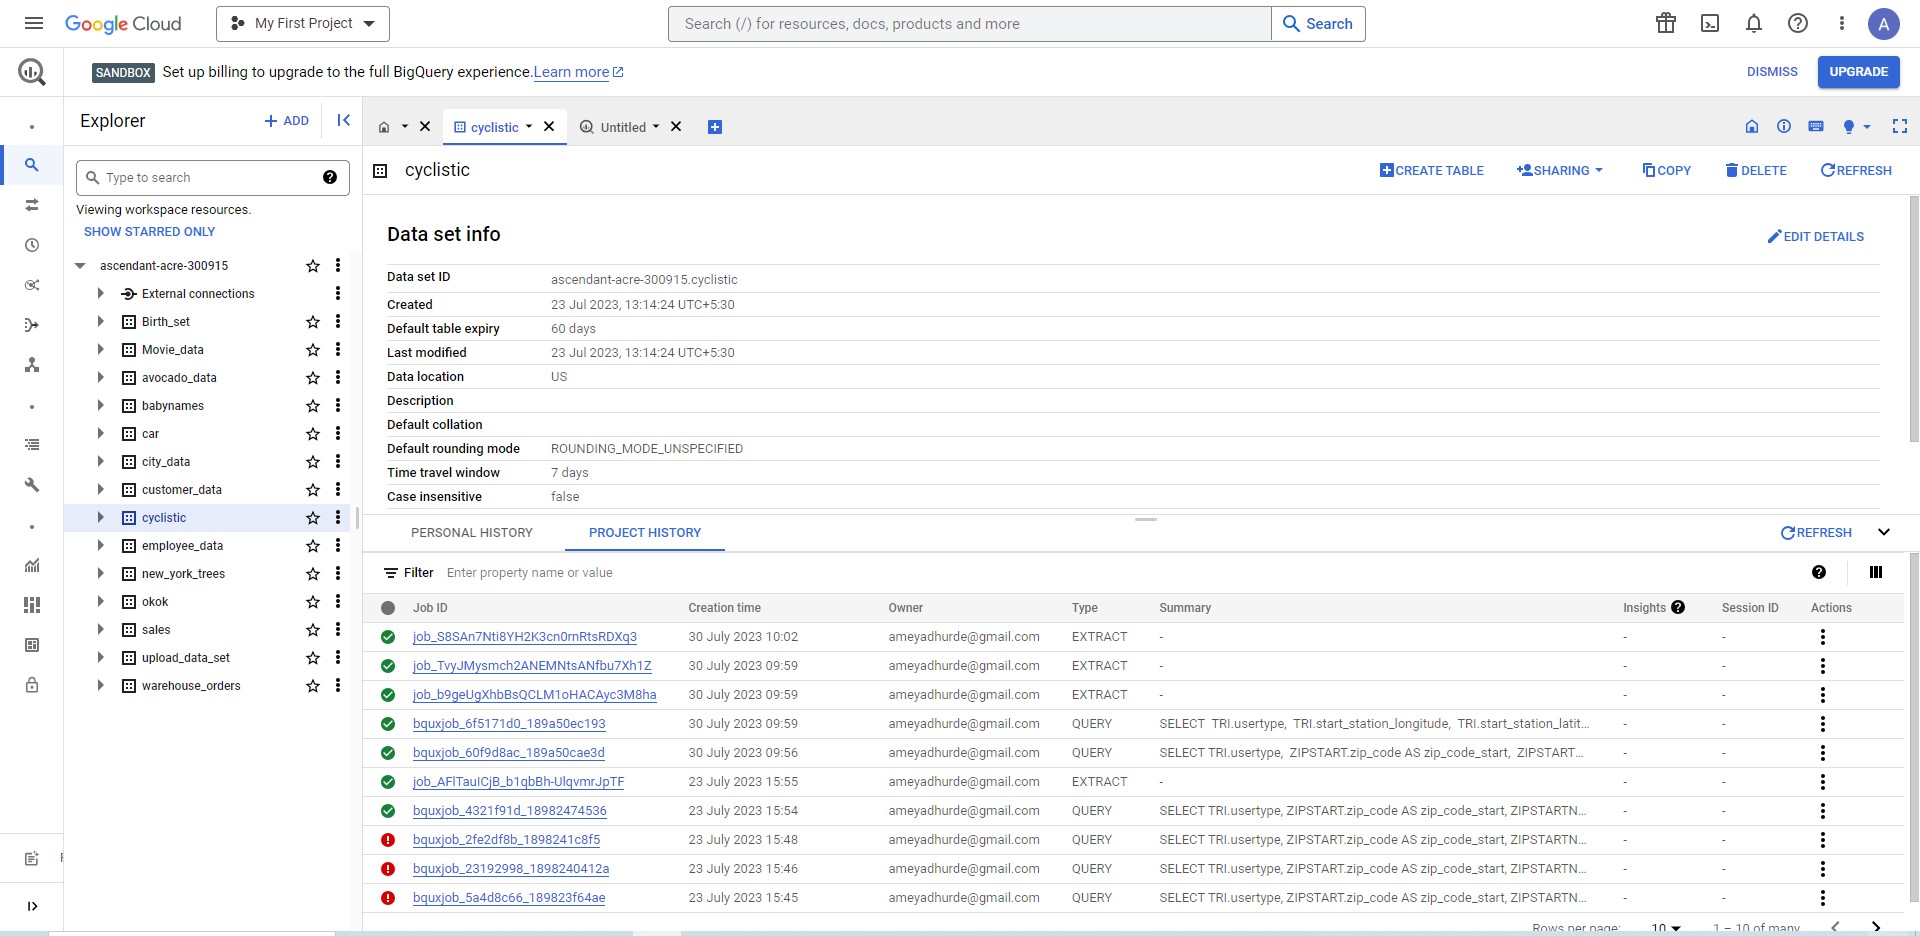 Google Cloud
My First Project
Search (/) for resources, docs, products and more
Search
A
SANDBOX
Set up billing to upgrade to the full BigQuery experience. Learn more
DISMISS
UPGRADE
Explorer
ADD
cyclistic
Untitled
Type to search
Viewing workspace resources.
SHOW STARRED ONLY
ascendant-acre-300915
External connections
Birth_set
Movie_data
avocado_data
babynames
car
city_data
customer_data
cyclistic
employee_data
new_york_trees
okok
sales
upload_data_set
warehouse_orders
cyclistic
CREATE TABLE
SHARING
COPY
DELETE
REFRESH
Data set info
EDIT DETAILS
Data set ID ascendant-acre-300915.cyclistic
Created 23 Jul 2023, 13:14:24 UTC+5:30
Default table expiry 60 days
Last modified 23 Jul 2023, 13:14:24 UTC+5:30
Data location US
Description
Default collation
Default rounding mode ROUNDING_MODE_UNSPECIFIED
Time travel window 7 days
Case insensitive false
PERSONAL HISTORY
PROJECT HISTORY
REFRESH
Filter Enter property name or value
Job ID Creation time Owner Type Summary Insights Session ID Actions
job_S8SAn7Nti8YH2K3cn0rnRtsRDXq3 30 July 2023 10:02 ameyadhurde@gmail.com EXTRACT - - -
job_TvyJMysmch2ANEMNtsANfbu7Xh1Z 30 July 2023 09:59 ameyadhurde@gmail.com EXTRACT - - -
job_b9geUgXhbBsQCLM1oHACAyc3M8ha 30 July 2023 09:59 ameyadhurde@gmail.com EXTRACT - - -
bquxjob_6f5171d0_189a50ec193 30 July 2023 09:59 ameyadhurde@gmail.com QUERY SELECT TRI.usertype, TRI.start_station_longitude, TRI.start_station_latit... - -
bquxjob_60f9d8ac_189a50cae3d 30 July 2023 09:56 ameyadhurde@gmail.com QUERY SELECT TRI.usertype, ZIPSTART.zip_code AS zip_code_start, ZIPSTART... - -
job_AFlTauICjB_b1qbBh-UlqvmrJpTF 23 July 2023 15:55 ameyadhurde@gmail.com EXTRACT - - -
bquxjob_4321f91d_18982474536 23 July 2023 15:54 ameyadhurde@gmail.com QUERY SELECT TRI.usertype, ZIPSTART.zip_code AS zip_code_start, ZIPSTARTN... - -
bquxjob_2fe2df8b_1898241c8f5 23 July 2023 15:48 ameyadhurde@gmail.com QUERY SELECT TRI.usertype, ZIPSTART.zip_code AS zip_code_start, ZIPSTARTN... - -
bquxjob_23192998_1898240412a 23 July 2023 15:46 ameyadhurde@gmail.com QUERY SELECT TRI.usertype, ZIPSTART.zip_code AS zip_code_start, ZIPSTARTN... - -
bquxjob_5a4d8c66_189823f64ae 23 July 2023 15:45 ameyadhurde@gmail.com QUERY SELECT TRI.usertype, ZIPSTART.zip_code AS zip_code_start, ZIPSTARTN... - -
Rows per page: 10 1 – 10 of many